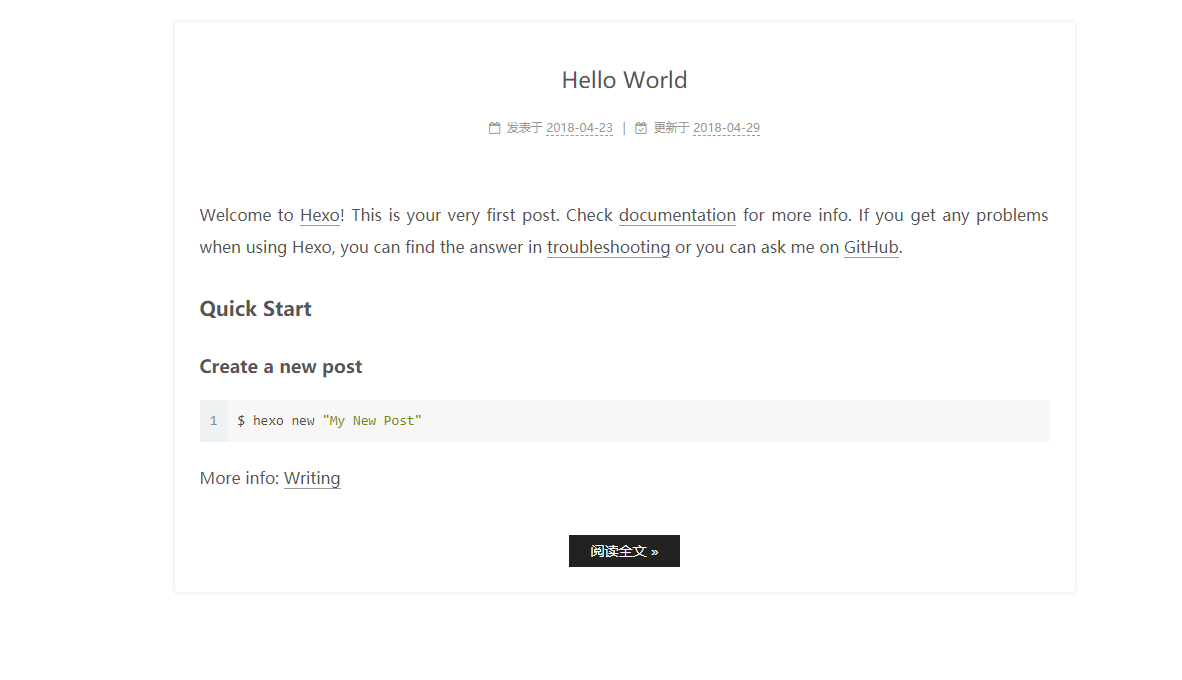 Hello World
发表于 2018-04-23 | 更新于 2018-04-29
Welcome to Hexo! This is your very first post. Check documentation for more info. If you get any problems
when using Hexo, you can find the answer in troubleshooting or you can ask me on GitHub.
Quick Start
Create a new post
1 $ hexo new "My New Post"
More info: Writing
阅读全文 »